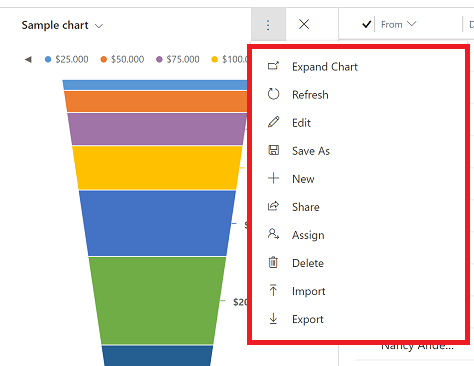 Sample chart
From
$25.000
$50.000
$75.000
$100.0
Expand Chart
Refresh
Edit
Save As
New
Share
Assign
Delete
Import
$20
Export
Nancy Ande...